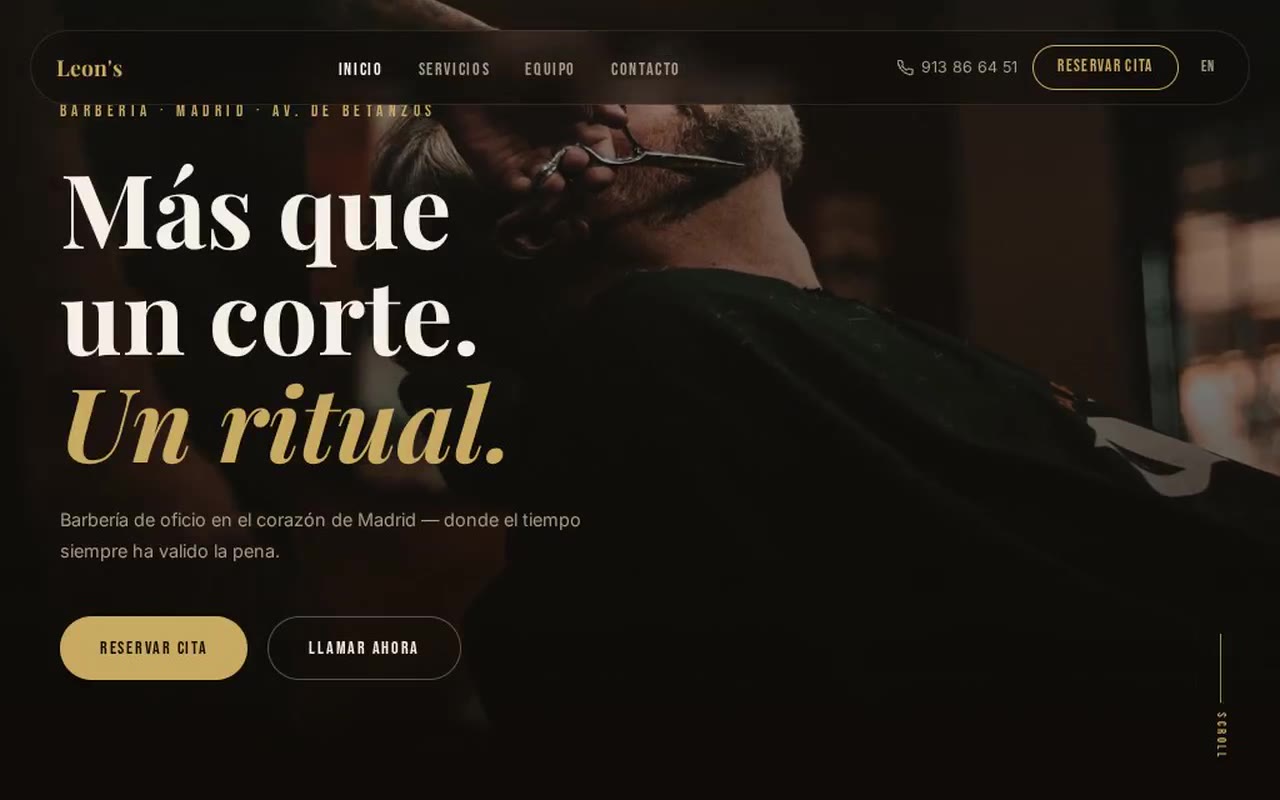 Leon's
INICIO SERVICIOS EQUIPO CONTACTO
913 86 64 51
RESERVAR CITA
EN
BARBERÍA · MADRID · AV. DE BETANZOS
Más que
un corte.
Un ritual.
Barbería de oficio en el corazón de Madrid — donde el tiempo
siempre ha valido la pena.
RESERVAR CITA
LLAMAR AHORA
SCROLL